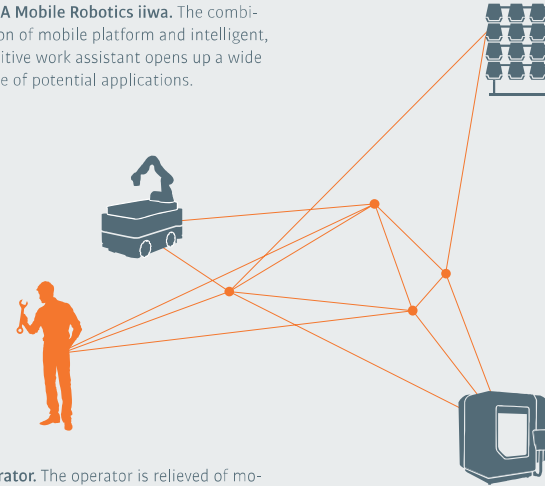 A Mobile Robotics iiwa. The combi-
on of mobile platform and intelligent,
itive work assistant opens up a wide
e of potential applications.
rator. The operator is relieved of mo-